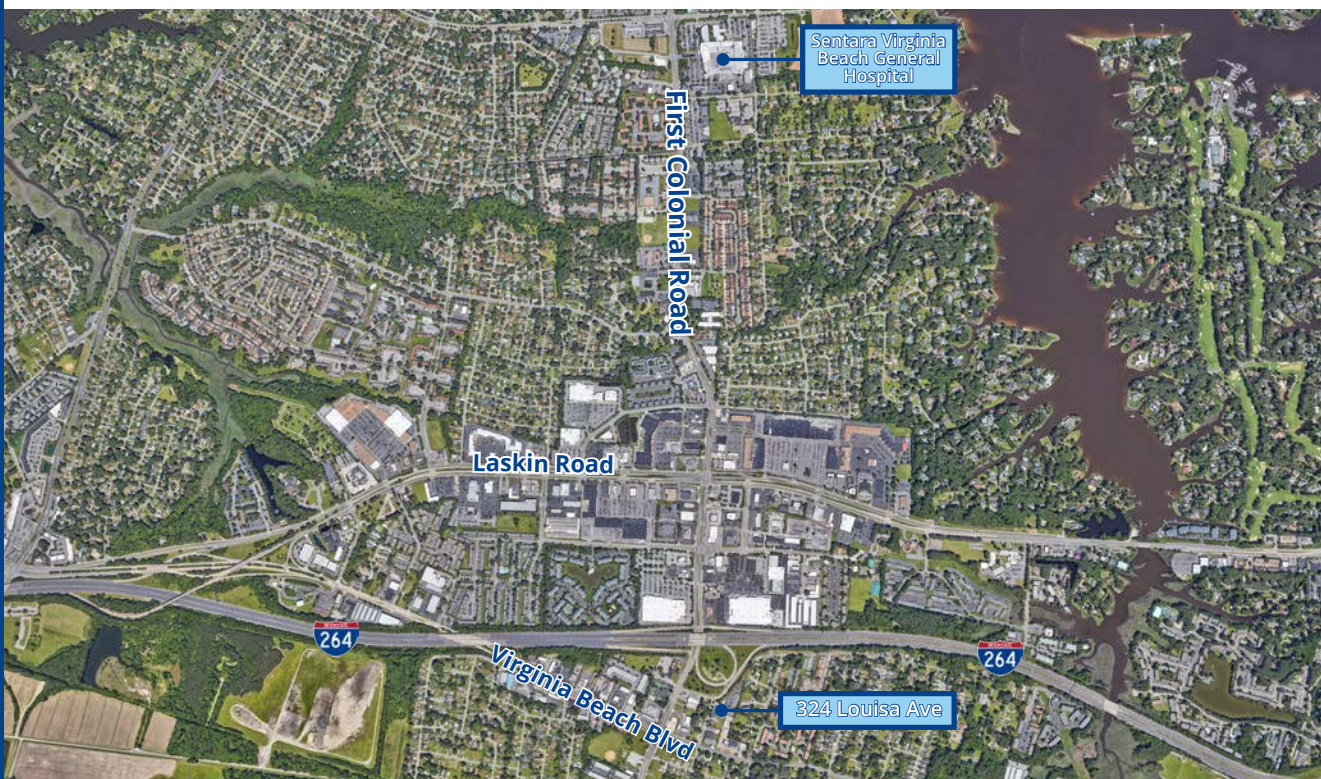 Sentara Virginia
Beach General
Hospital
First Colonial Road
Laskin Road
264
Virginia Beach Blvd
264
324 Louisa Ave